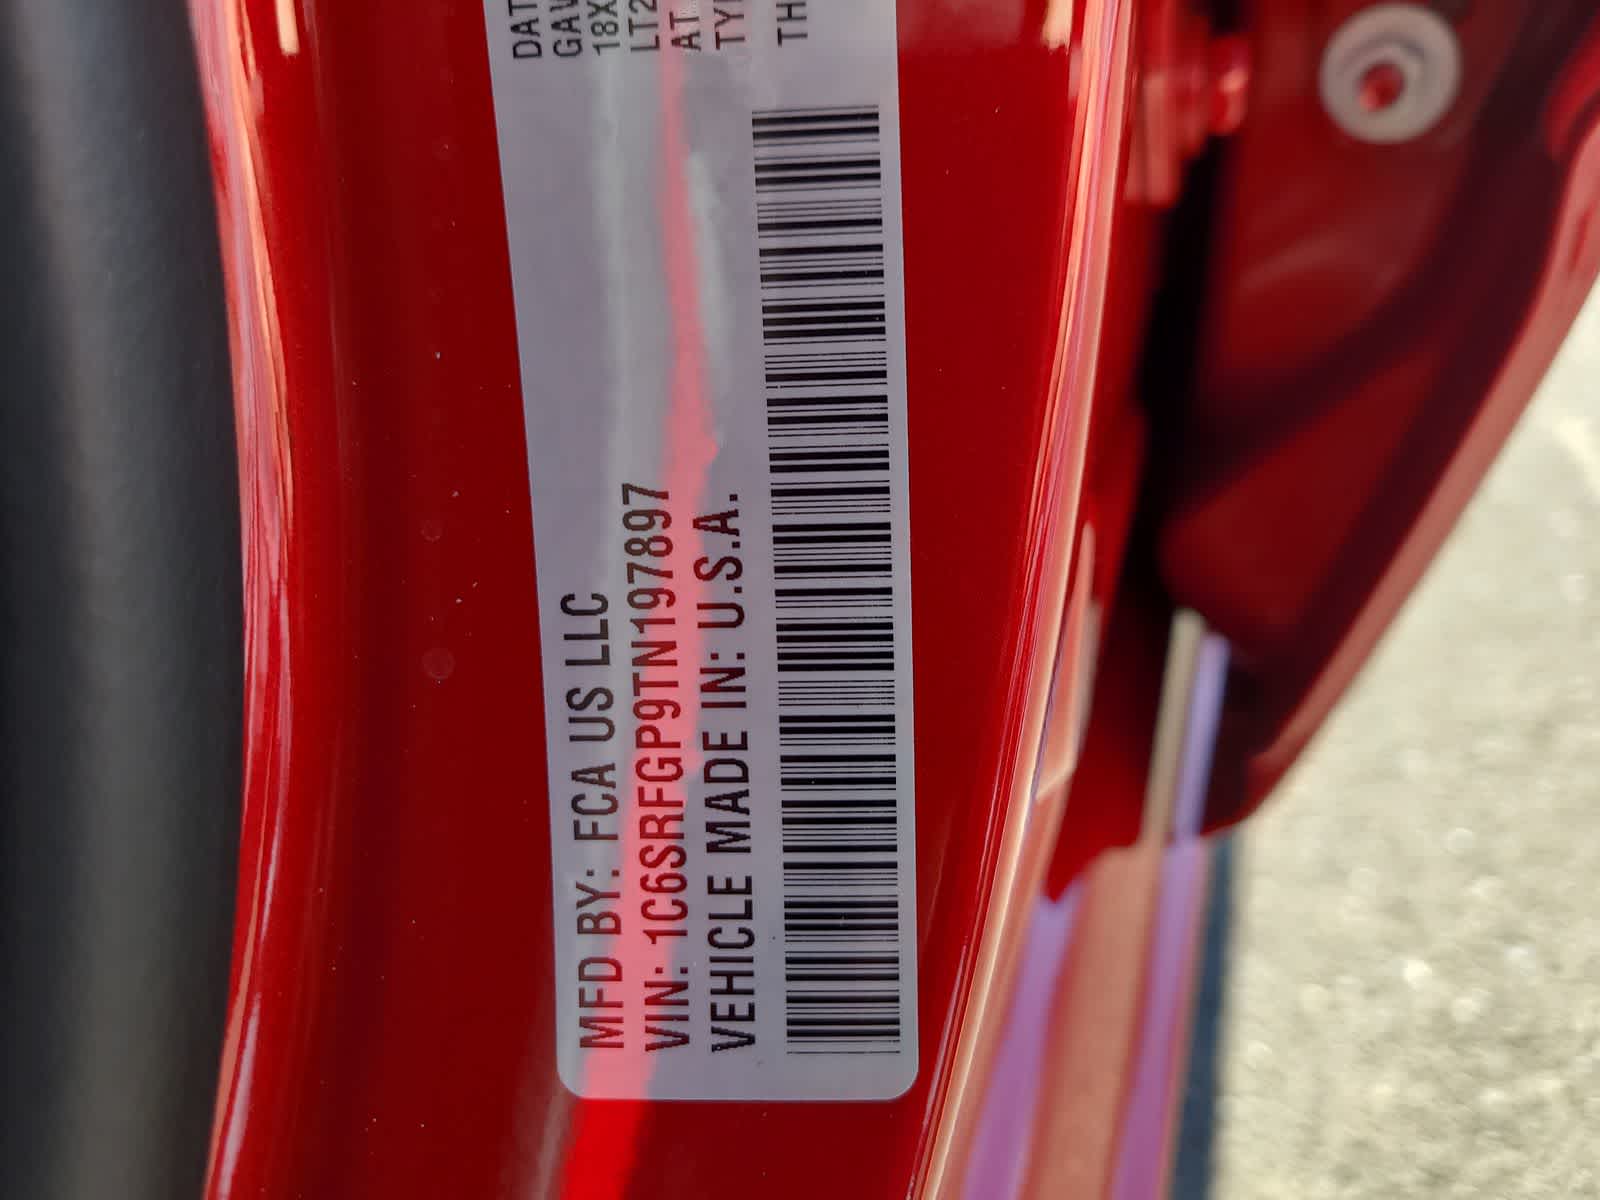 MFD BY: FCA US LLC
VIN: 1C6SRFGP9TN197897
VEHICLE MADE IN: U.S.A.